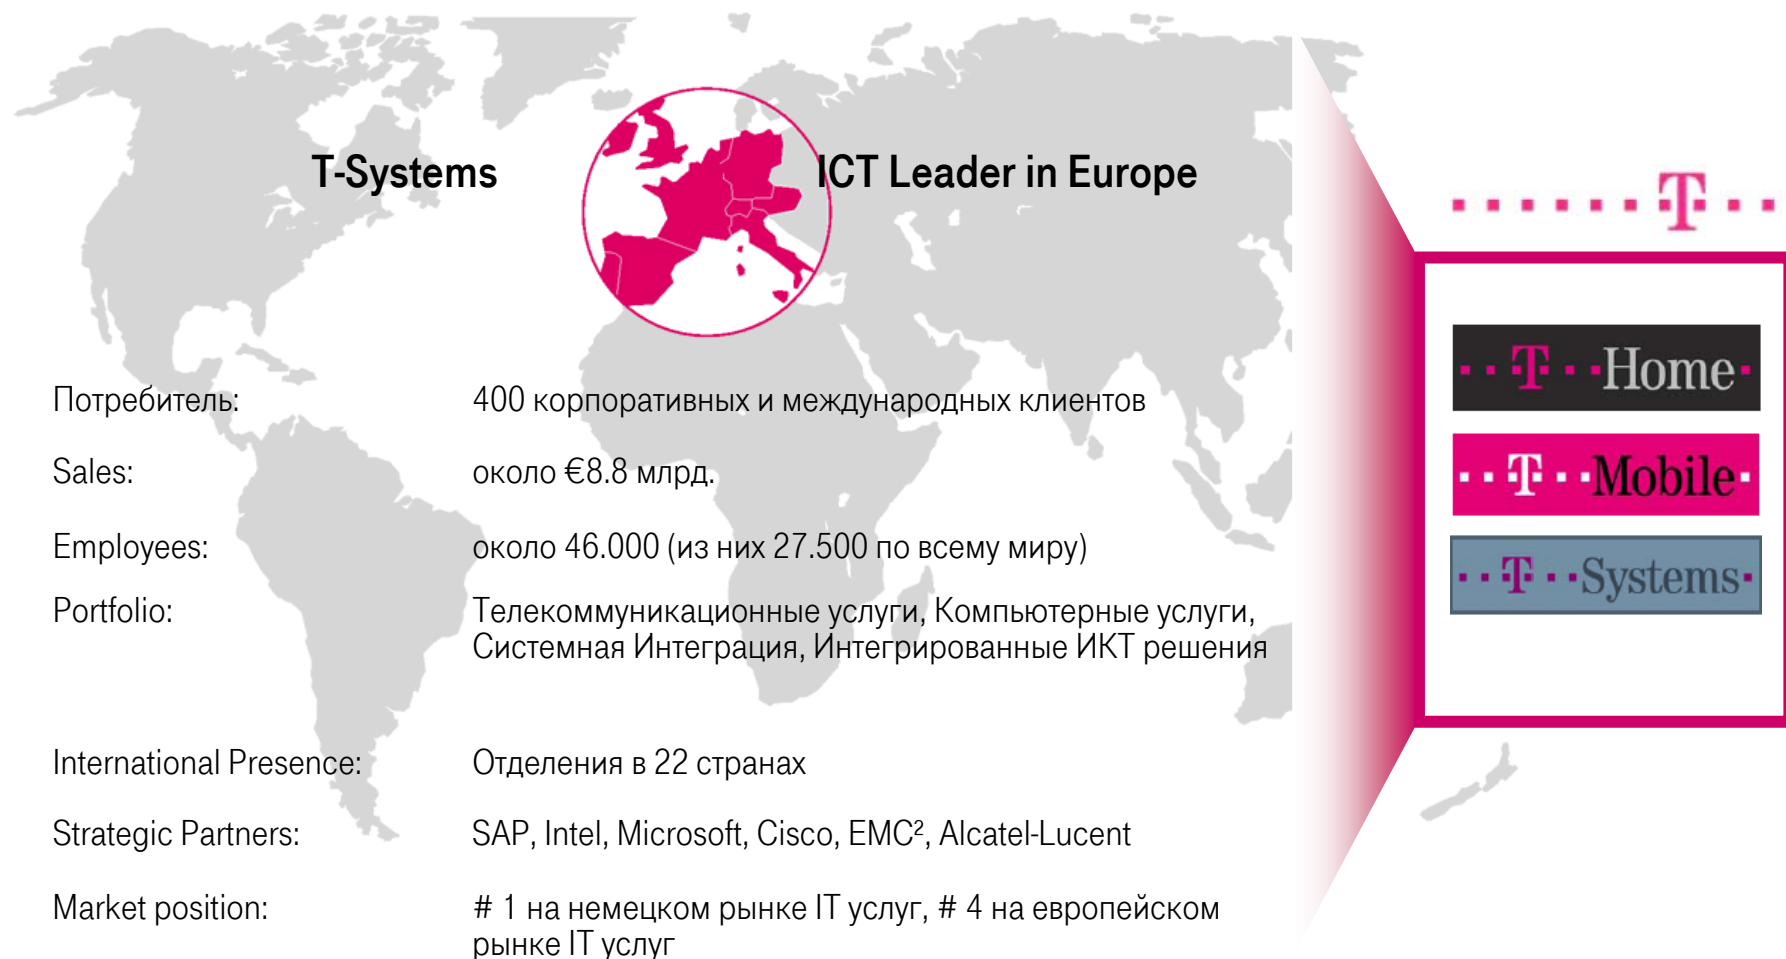 T-Systems ICT Leader in Europe
Потребитель: 400 корпоративных и международных клиентов
Sales: около €8.8 млрд.
Employees: около 46.000 (из них 27.500 по всему миру)
Portfolio: Телекоммуникационные услуги, Компьютерные услуги,
Системная Интеграция, Интегрированные ИКТ решения
International Presence: Отделения в 22 странах
Strategic Partners: SAP, Intel, Microsoft, Cisco, EMC², Alcatel-Lucent
Market position: # 1 на немецком рынке IT услуг, # 4 на европейском
рынке IT услуг
T
T Home
T Mobile
T Systems